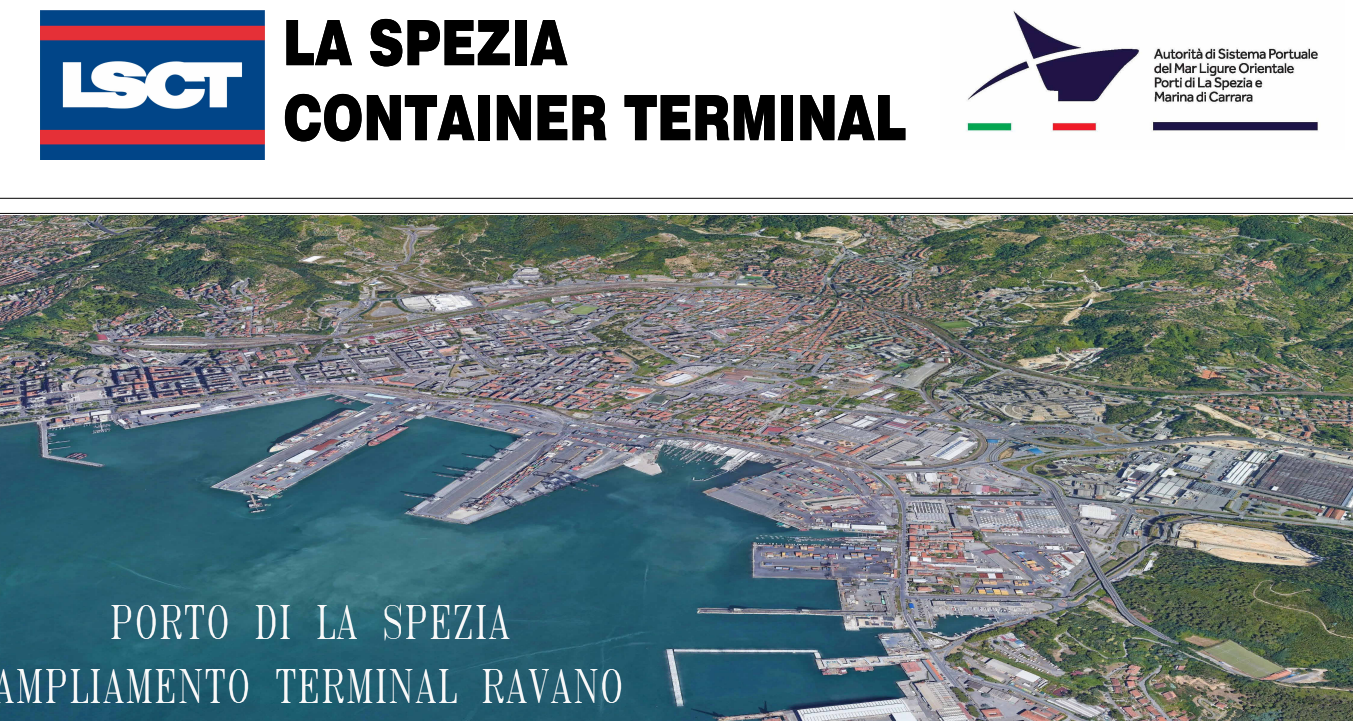 LSCT
LA SPEZIA
CONTAINER TERMINAL
Autorità di Sistema Portuale
del Mar Ligure Orientale
Porti di La Spezia e
Marina di Carrara
PORTO DI LA SPEZIA
AMPLIAMENTO TERMINAL RAVANO